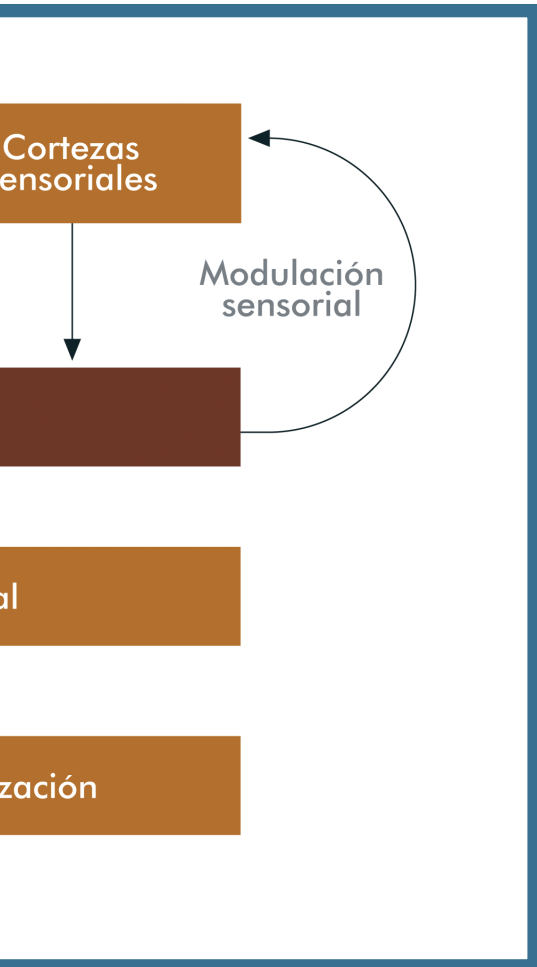 Cortezas
ensoriales
Modulación
sensorial
al
zación